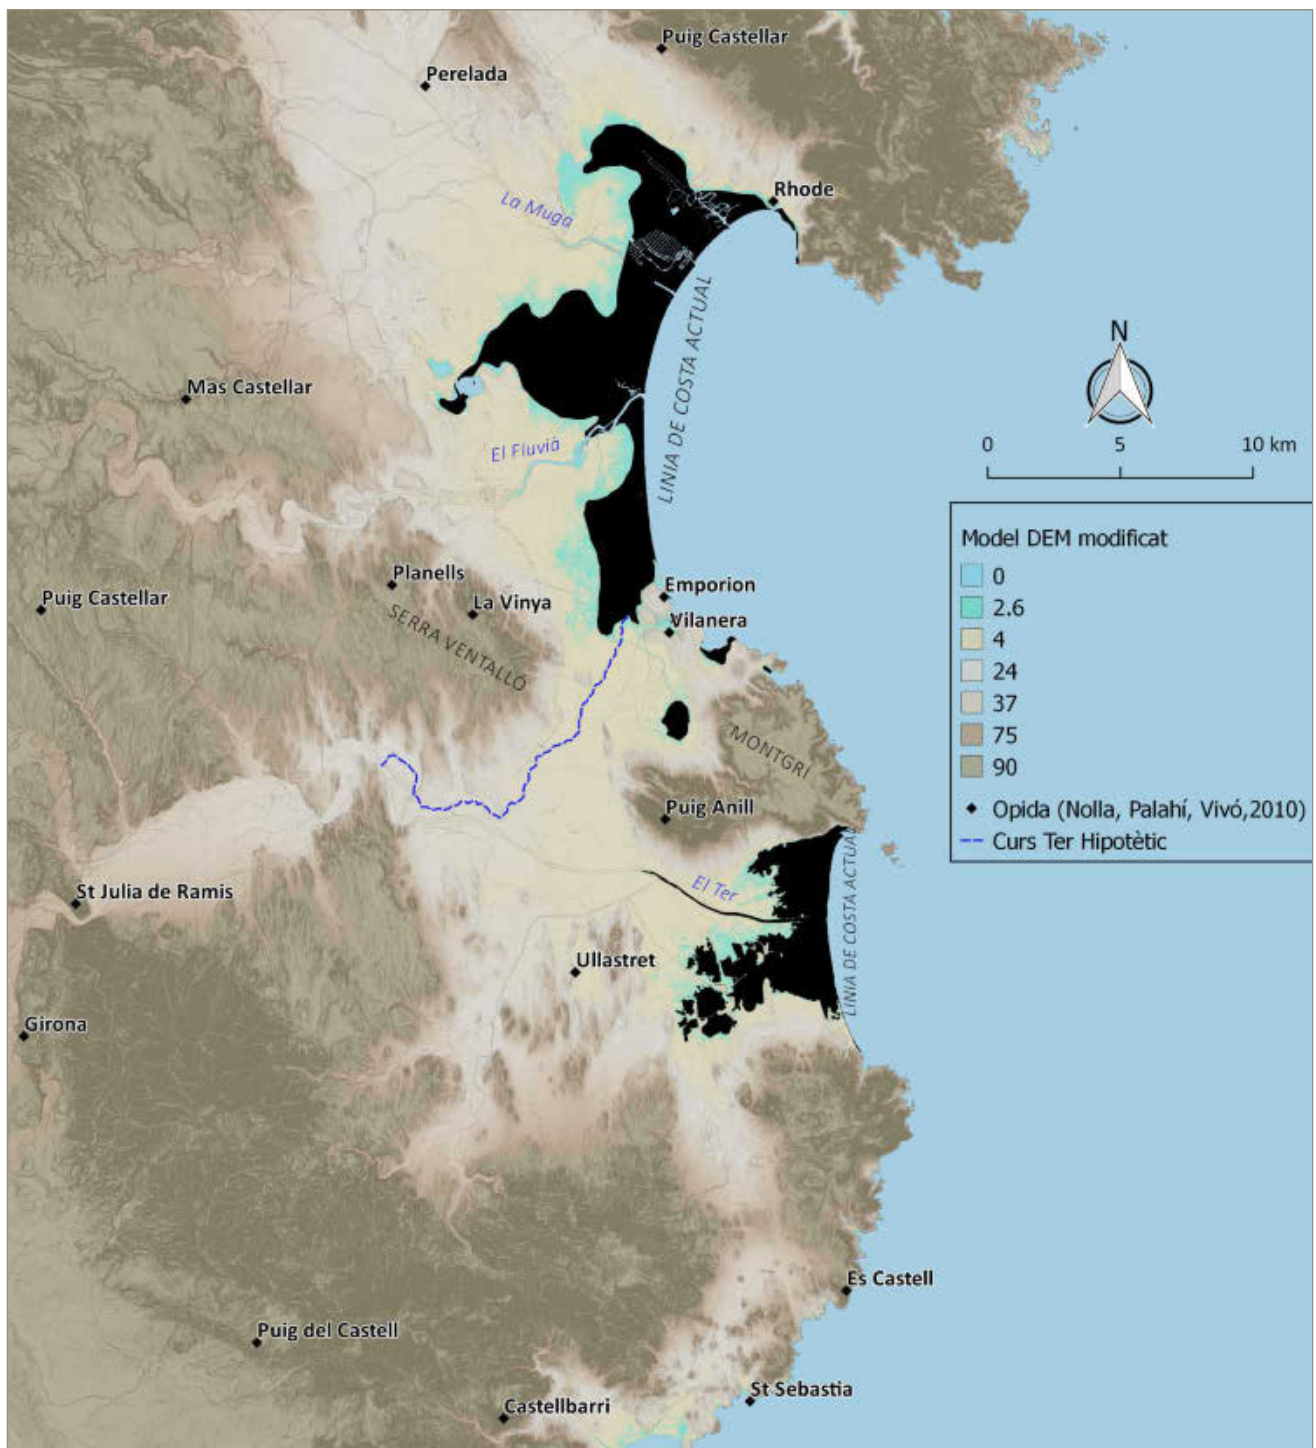 Puig Castellar
Perelada
La Muga
Rhode
LINIA DE COSTA ACTUAL
N
0 5 10 km
Mas Castellar
El Fluvià
Model DEM modificat
0
2.6
4
24
37
75
90
Opida (Nolla, Palahí, Vivó,2010)
Curs Ter Hipotètic
Planells
Emporion
Puig Castellar
La Vinya
Vilanera
SERRA VENTALLÓ
MONTGRÍ
Puig Anill
El Ter
LINIA DE COSTA ACTUAL
St Julia de Ramis
Ullastret
Girona
Es Castell
Puig del Castell
St Sebastia
Castellbarri